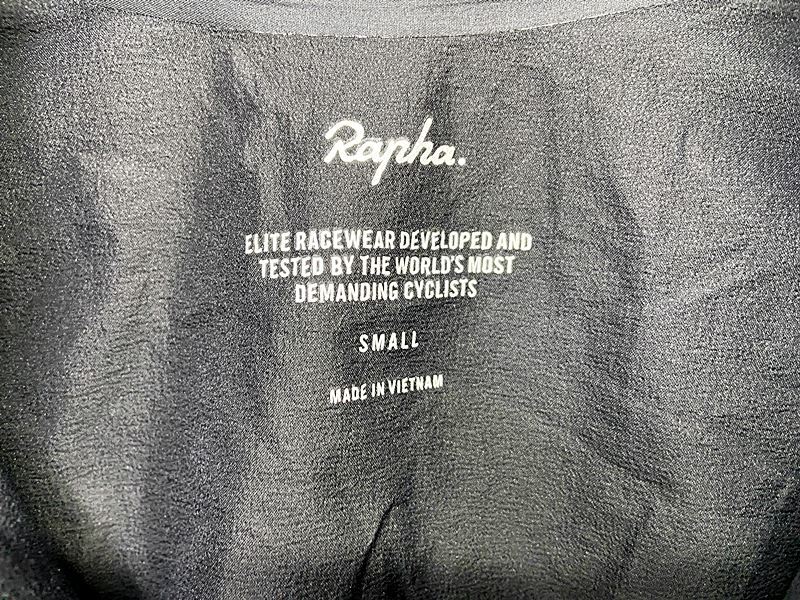 Rapha.
ELITE RACEWEAR DEVELOPED AND
TESTED BY THE WORLD'S MOST
DEMANDING CYCLISTS
SMALL
MADE IN VIETNAM